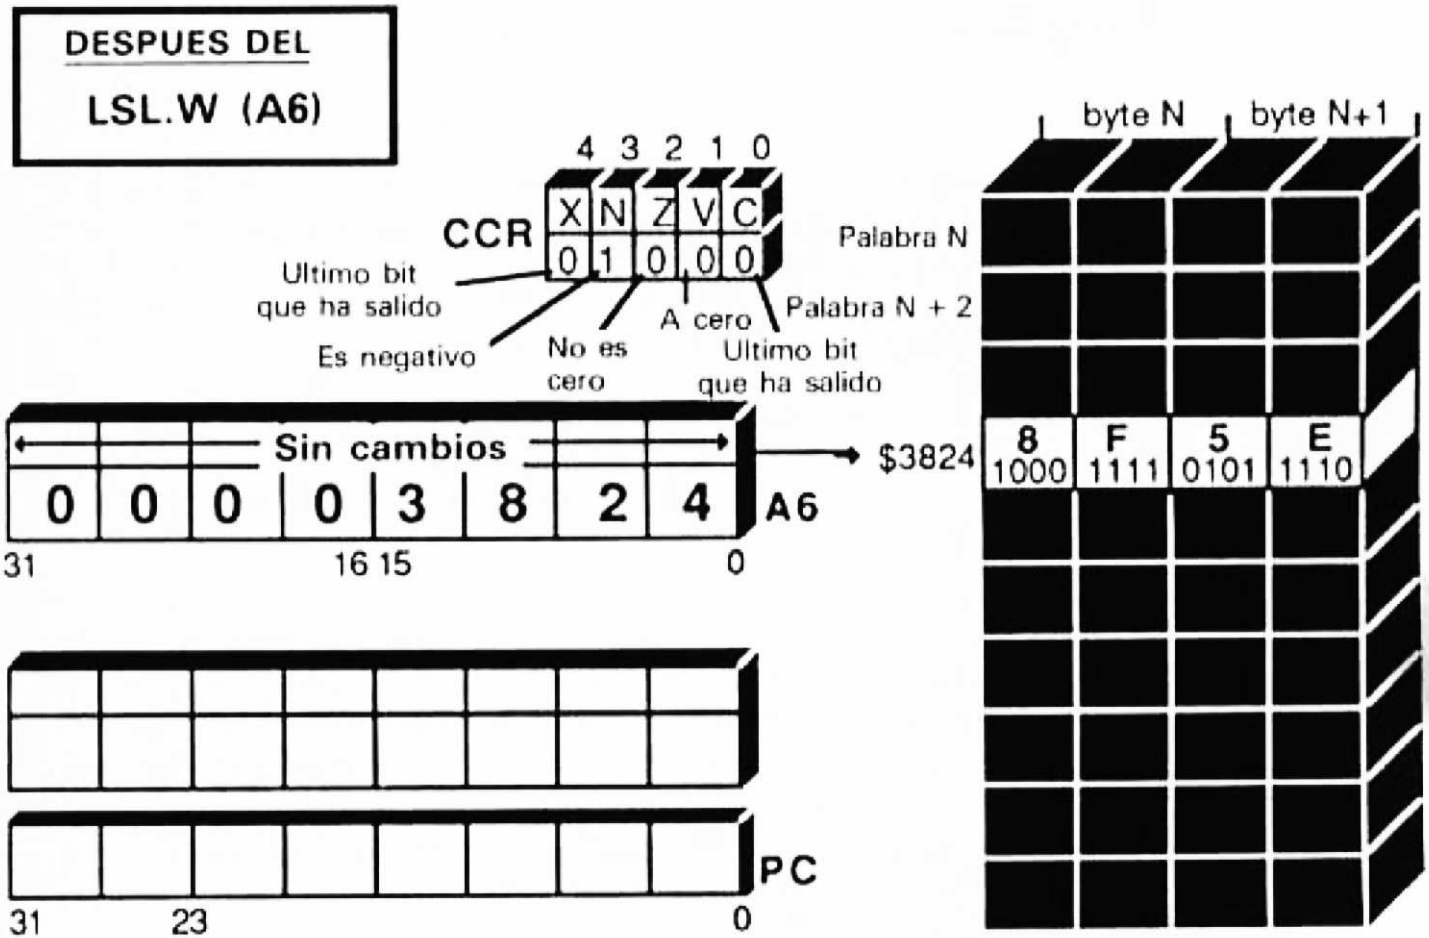 DESPUES DEL
LSL.W (A6)
byte N byte N+1
4 3 2 1 0
X N Z V C
CCR
0 1 0 0 0
Palabra N
Ultimo bit
que ha salido
Palabra N + 2
A cero
Es negativo
No es
cero
Ultimo bit
que ha salido
Sin cambios
$3824
8 F 5 E
1000 1111 0101 1110
0 0 0 0 3 8 2 4 A6
31 16 15 0
PC
31 23 0